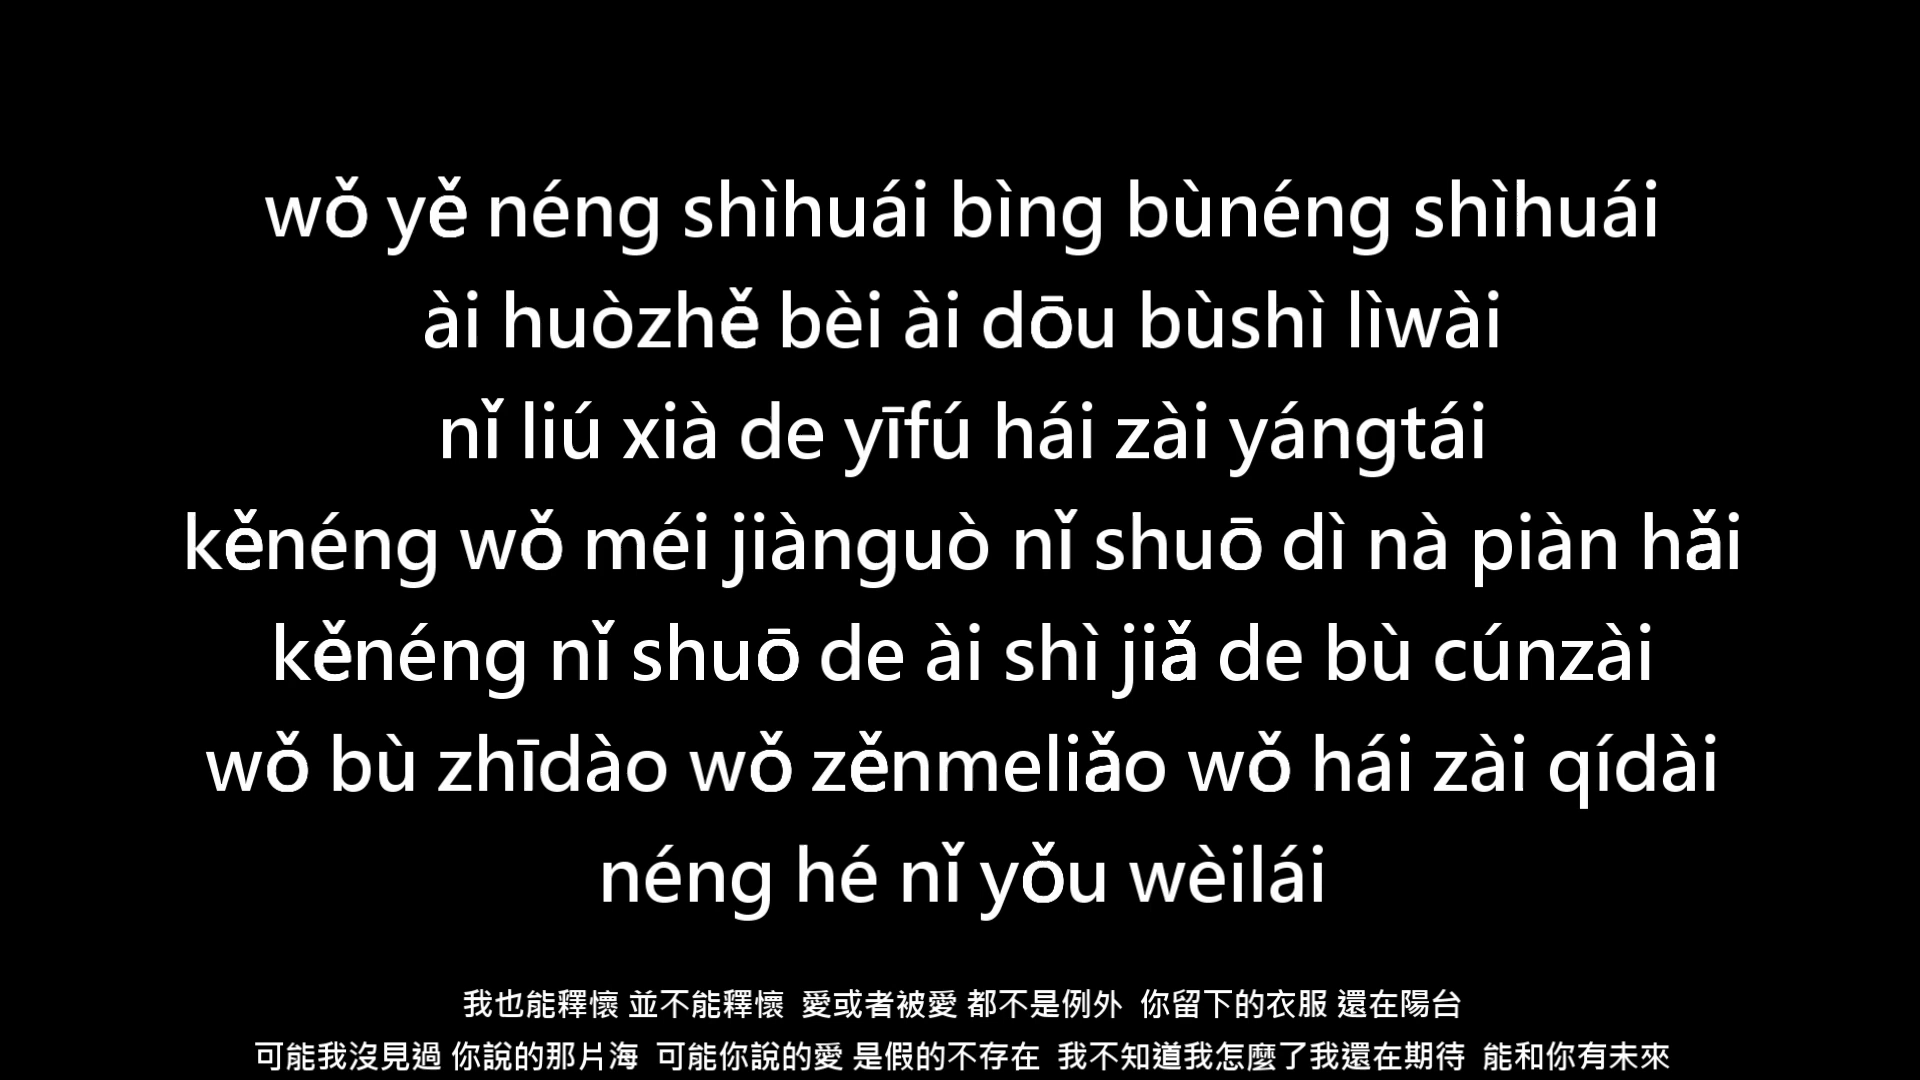 wǒ yě néng shìhuái bìng bùnéng shìhuái
ài huòzhě bèi ài dōu bùshì lìwài
nǐ liú xià de yīfú hái zài yángtái
kěnéng wǒ méi jiànguò nǐ shuō dì nà piàn hǎi
kěnéng nǐ shuō de ài shì jiǎ de bù cúnzài
wǒ bù zhīdào wǒ zěnmeliǎo wǒ hái zài qídài
néng hé nǐ yǒu wèilái
我也能釋懷 並不能釋懷 愛或者被愛 都不是例外 你留下的衣服 還在陽台
可能我沒見過 你說的那片海 可能你說的愛 是假的不存在 我不知道我怎麼了我還在期待 能和你有未來